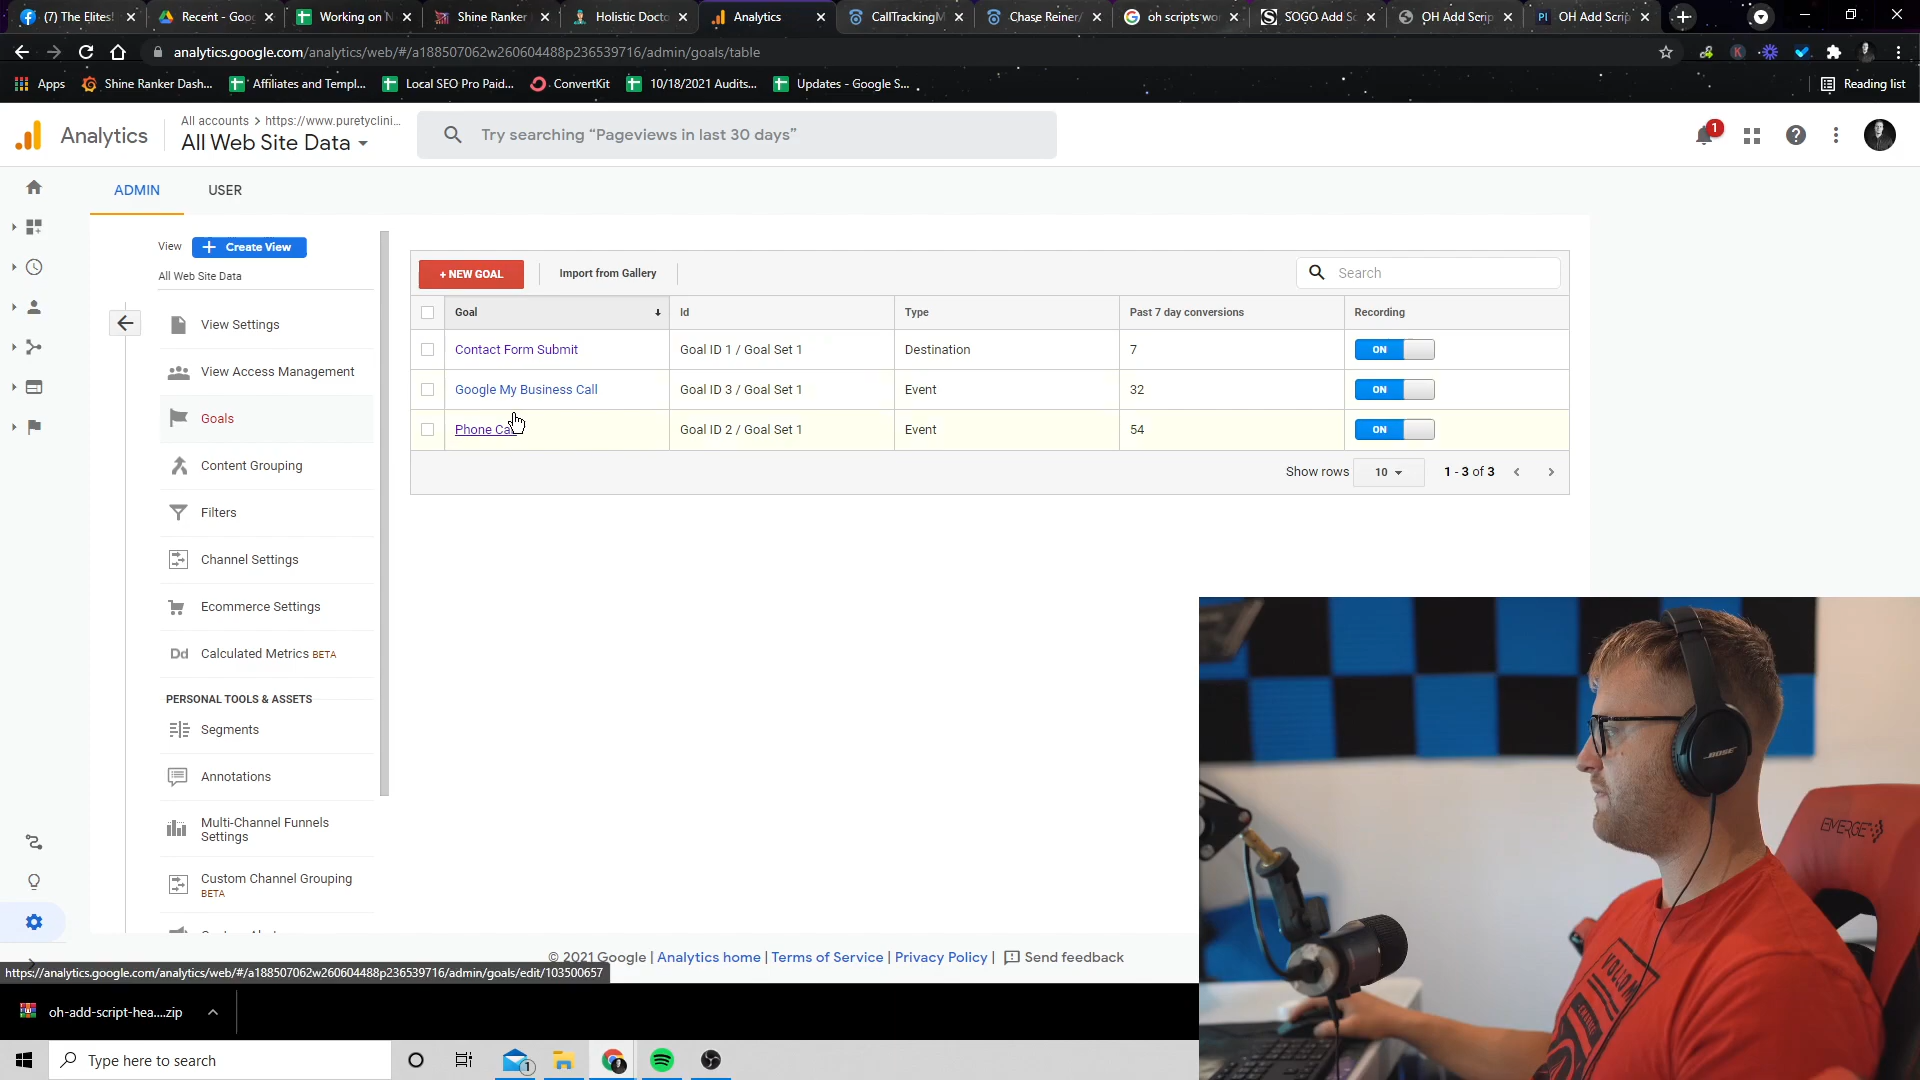 (7) The Elites!
Recent - Goog
Working on N
Shine Ranker
Holistic Docto
Analytics
CallTrackingM
Chase Reiner/
oh scripts wor
SOGO Add Sc
OH Add Scrip
PI OH Add Scrip
analytics.google.com/analytics/web/#/a188507062w260604488p236539716/admin/goals/table
Apps
Shine Ranker Dash...
Affiliates and Templ...
Local SEO Pro Paid...
ConvertKit
10/18/2021 Audits...
Updates - Google S...
Reading list
Analytics
All accounts > https://www.puretyclini...
All Web Site Data
Try searching “Pageviews in last 30 days”
1
ADMIN
USER
View
+ Create View
All Web Site Data
View Settings
View Access Management
Goals
Content Grouping
Filters
Channel Settings
Ecommerce Settings
Dd Calculated Metrics BETA
PERSONAL TOOLS & ASSETS
Segments
Annotations
Multi-Channel Funnels
Settings
Custom Channel Grouping
BETA
+ NEW GOAL
Import from Gallery
Search
Goal Id Type Past 7 day conversions Recording
Contact Form Submit Goal ID 1 / Goal Set 1 Destination 7 ON
Google My Business Call Goal ID 3 / Goal Set 1 Event 32 ON
Phone Call Goal ID 2 / Goal Set 1 Event 54 ON
Show rows 10 1 - 3 of 3
© 2021 Google | Analytics home | Terms of Service | Privacy Policy | Send feedback
https://analytics.google.com/analytics/web/#/a188507062w260604488p236539716/admin/goals/edit/103500657
oh-add-script-hea....zip
Type here to search
1
BOSE
EMERGE